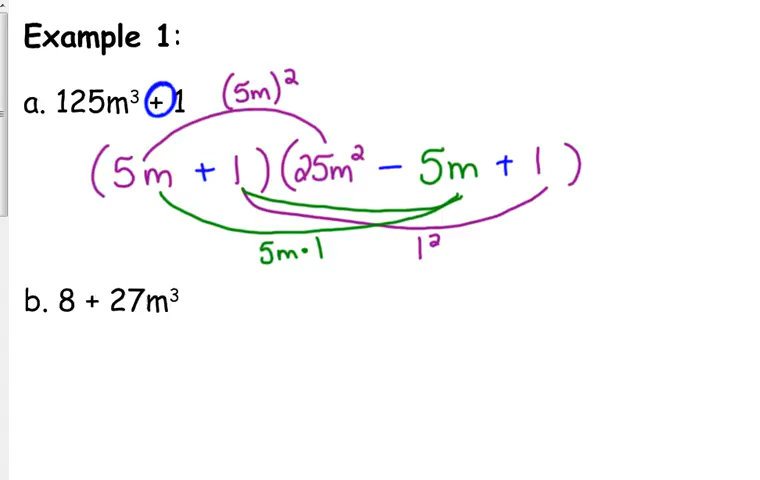 Example 1:
(5m)²
a. 125m³ + 1
(5m + 1)(25m² - 5m + 1)
5m·1 1²
b. 8 + 27m³